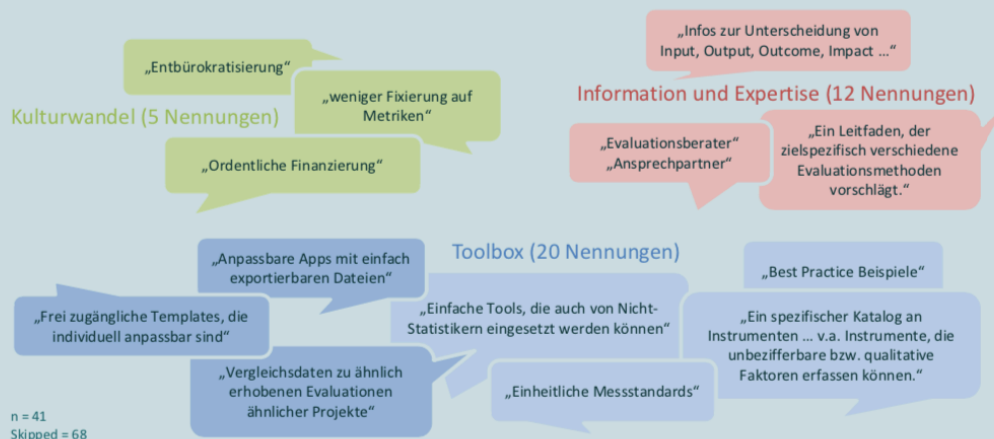 Kulturwandel (5 Nennungen)
„Entbürokratisierung“
„weniger Fixierung auf
Metriken“
„Ordentliche Finanzierung“
Information und Expertise (12 Nennungen)
„Infos zur Unterscheidung von
Input, Output, Outcome, Impact ...“
„Evaluationsberater“
„Ansprechpartner“
„Ein Leitfaden, der
zielspezifisch verschiedene
Evaluationsmethoden
vorschlägt.“
Toolbox (20 Nennungen)
„Anpassbare Apps mit einfach
exportierbaren Dateien“
„Frei zugängliche Templates, die
individuell anpassbar sind“
„Vergleichsdaten zu ähnlich
erhobenen Evaluationen
ähnlicher Projekte“
„Einfache Tools, die auch von Nicht-
Statistikern eingesetzt werden können“
„Einheitliche Messstandards“
„Best Practice Beispiele“
„Ein spezifischer Katalog an
Instrumenten ... v.a. Instrumente, die
unbezifferbare bzw. qualitative
Faktoren erfassen können.“
n = 41
Skipped = 68